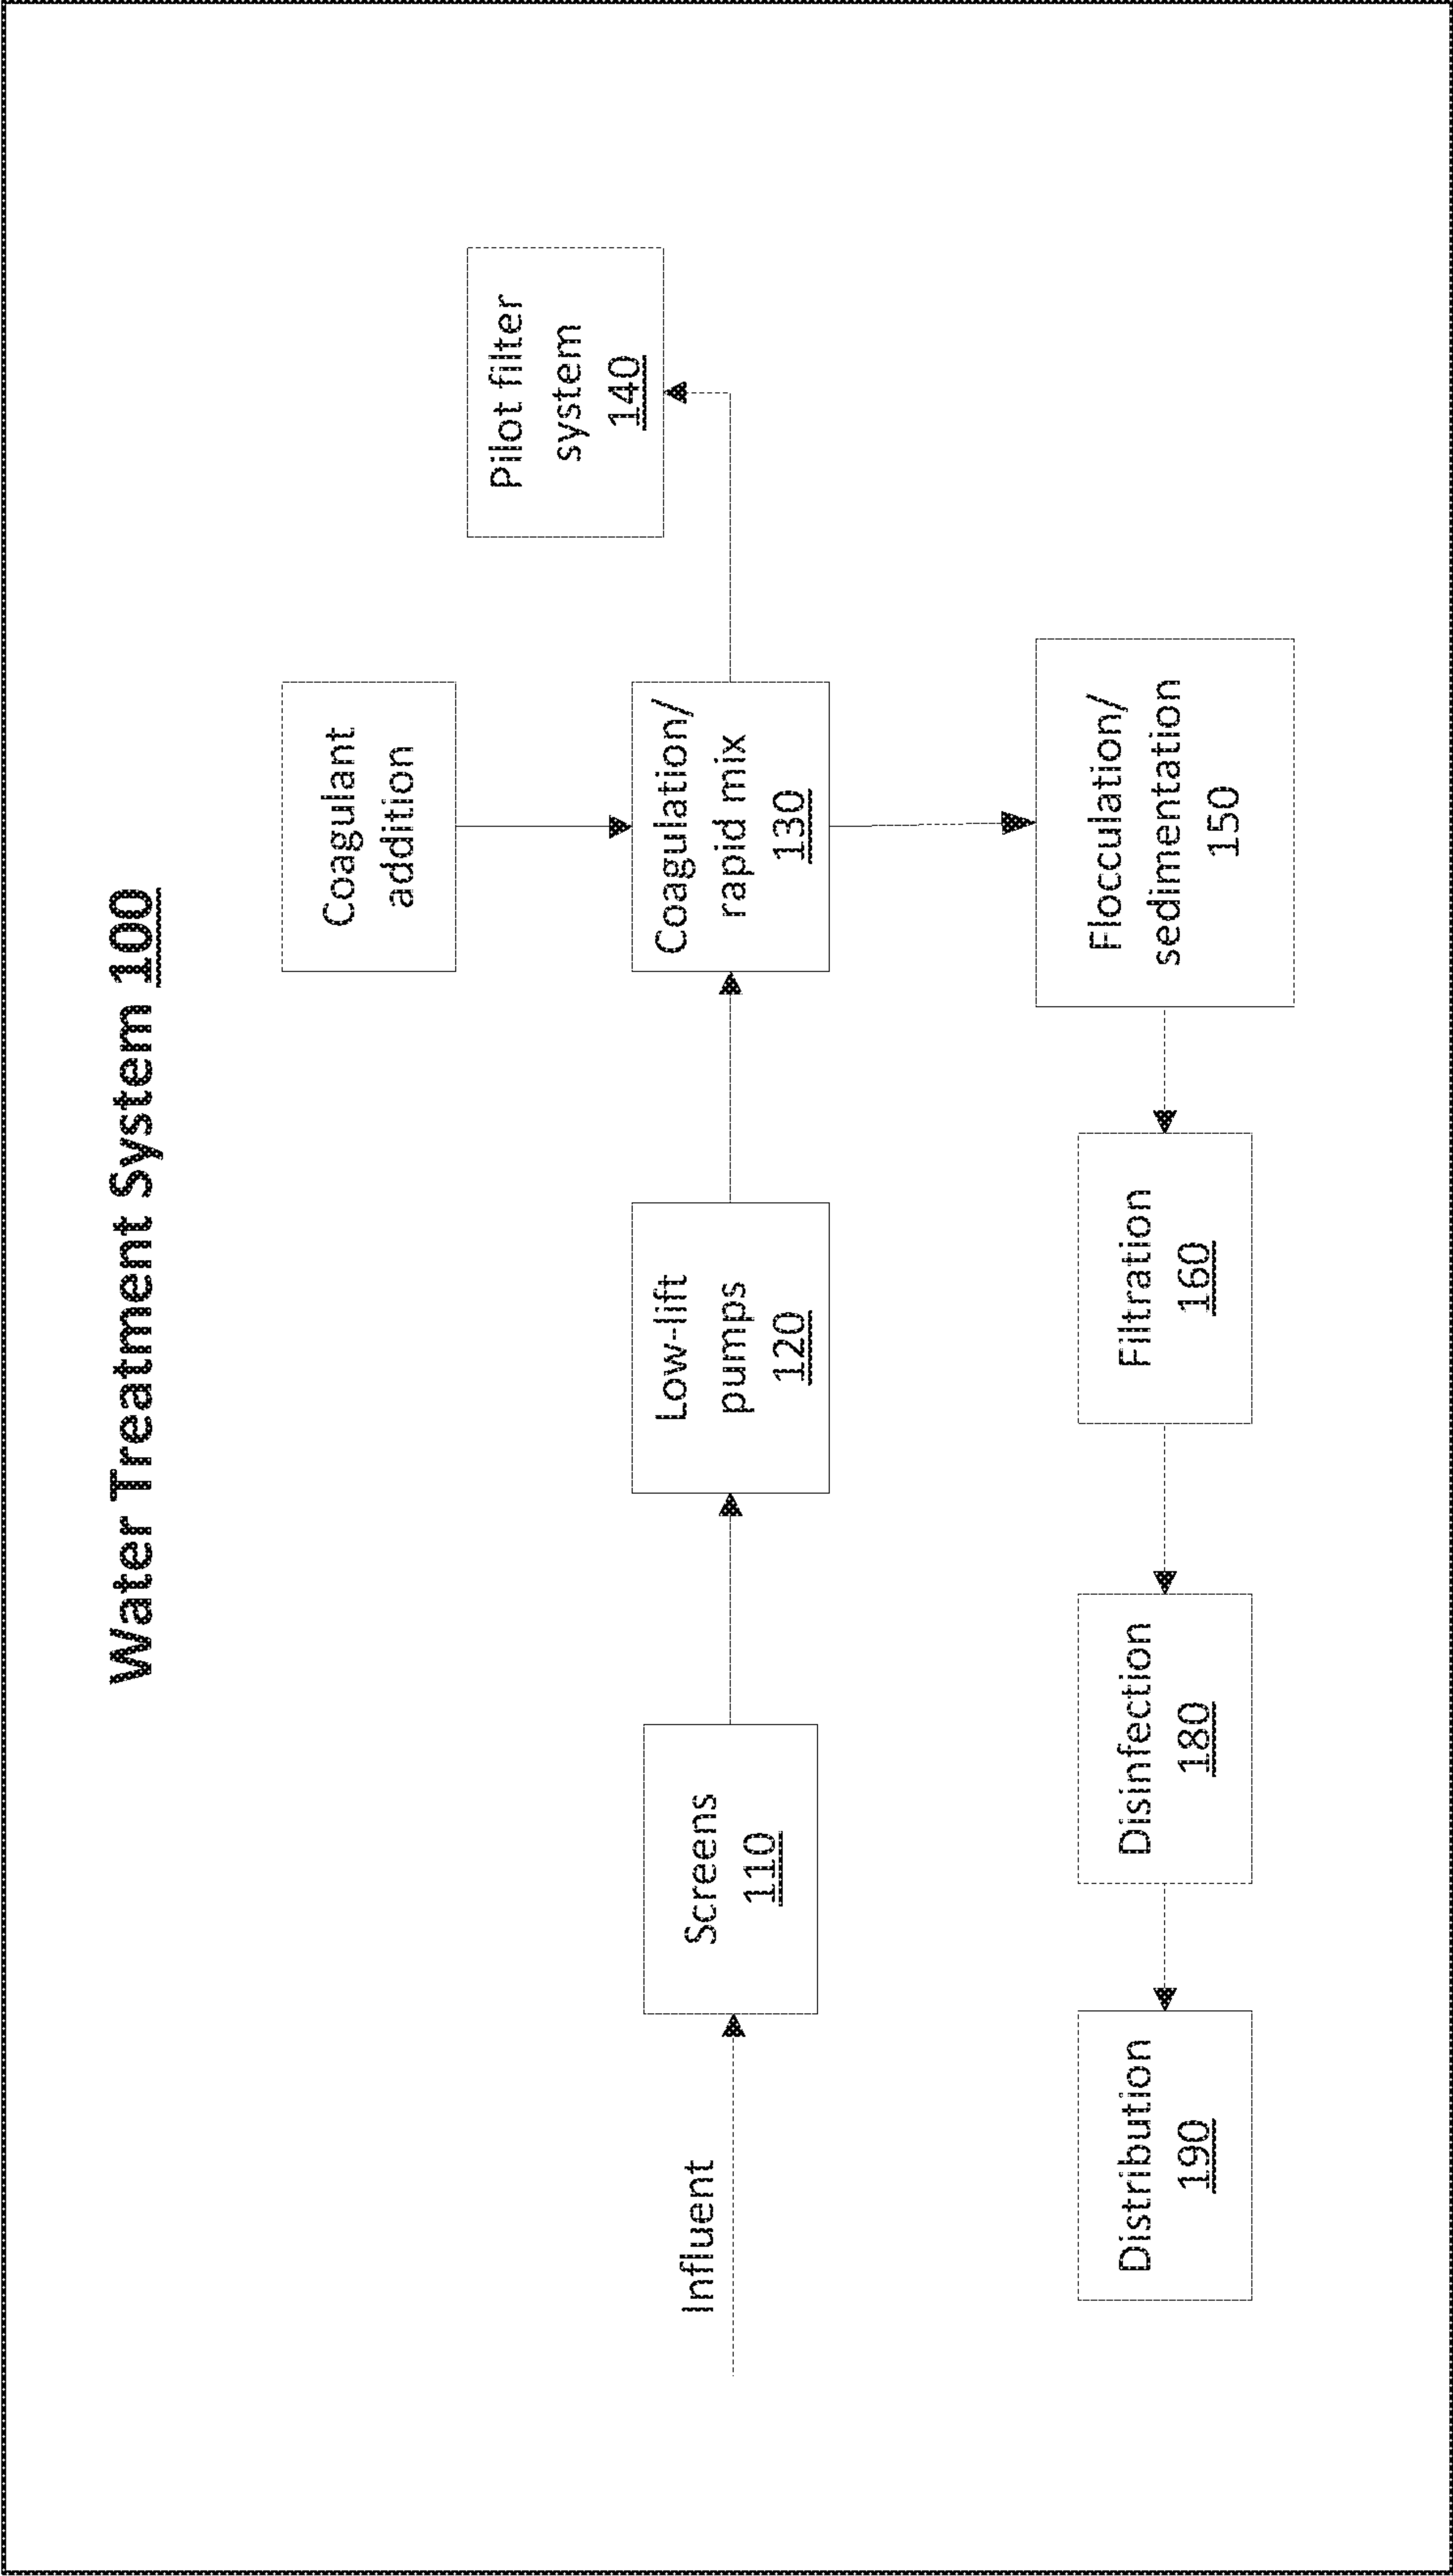 Water Treatment System 100
Coagulant
addition
Pilot filter
system
140
Influent
Screens
110
Low-lift
pumps
120
Coagulation/
rapid mix
130
Distribution
190
Disinfection
180
Filtration
160
Flocculation/
sedimentation
150